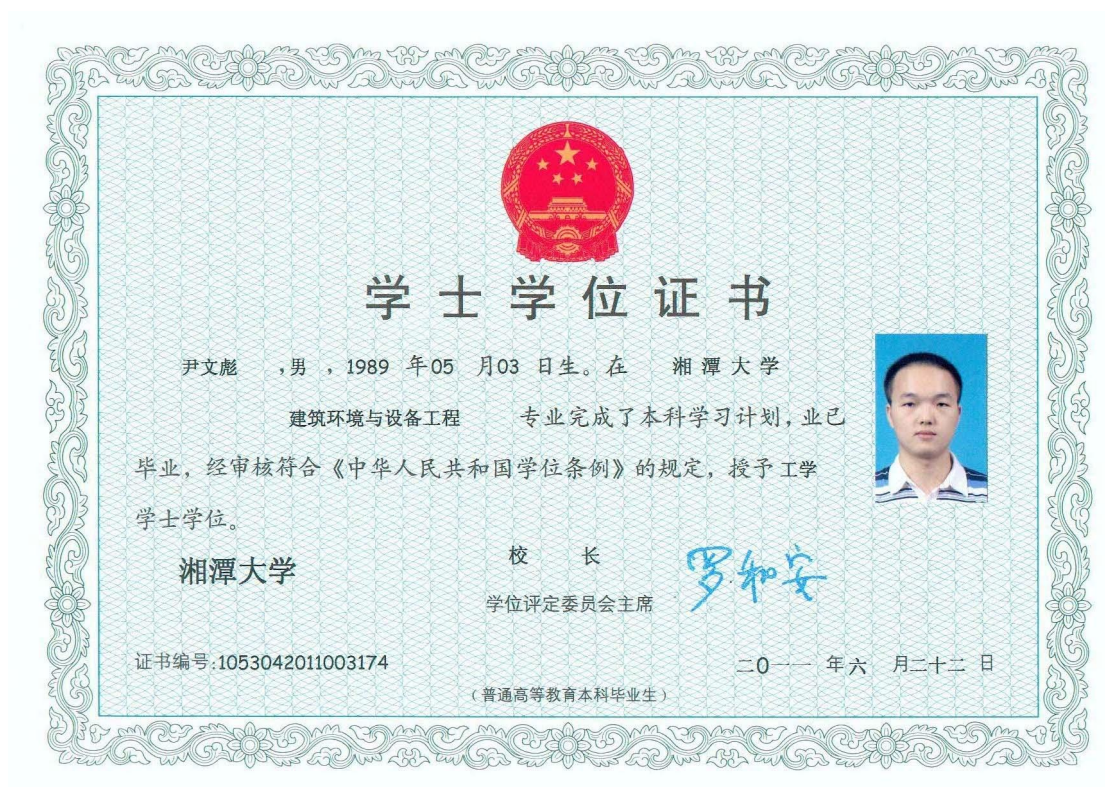 学士学位证书
尹文彪 ，男 ，1989 年05 月03 日生。在 湘潭大学
建筑环境与设备工程 专业完成了本科学习计划，业已
毕业，经审核符合《中华人民共和国学位条例》的规定，授予 工学
学士学位。
湘潭大学
校 长
罗和安
学位评定委员会主席
证书编号:1053042011003174
二0一一 年六 月二十二 日
（普通高等教育本科毕业生）